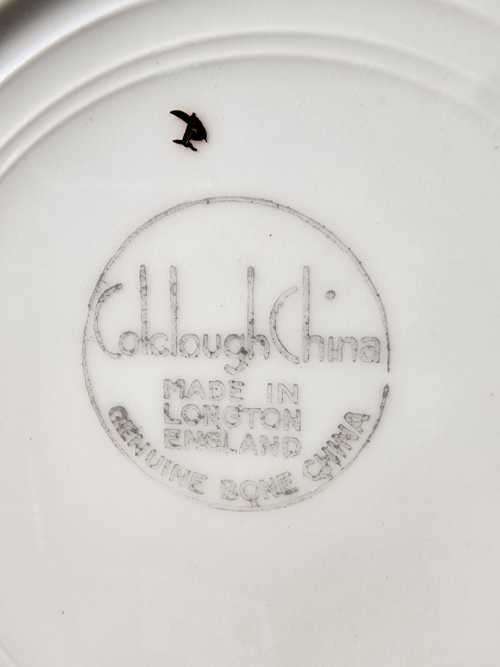 Colclough China
MADE IN
LONGTON
ENGLAND
GENUINE BONE CHINA